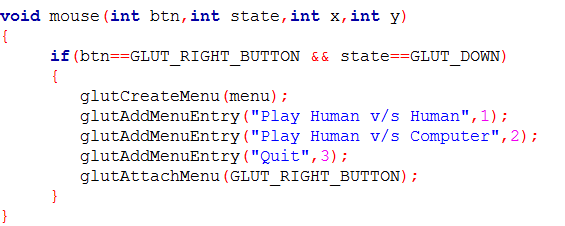 void mouse(int btn,int state,int x,int y)
{
if(btn==GLUT_RIGHT_BUTTON && state==GLUT_DOWN)
{
glutCreateMenu(menu);
glutAddMenuEntry("Play Human v/s Human",1);
glutAddMenuEntry("Play Human v/s Computer",2);
glutAddMenuEntry("Quit",3);
glutAttachMenu(GLUT_RIGHT_BUTTON);
}
}